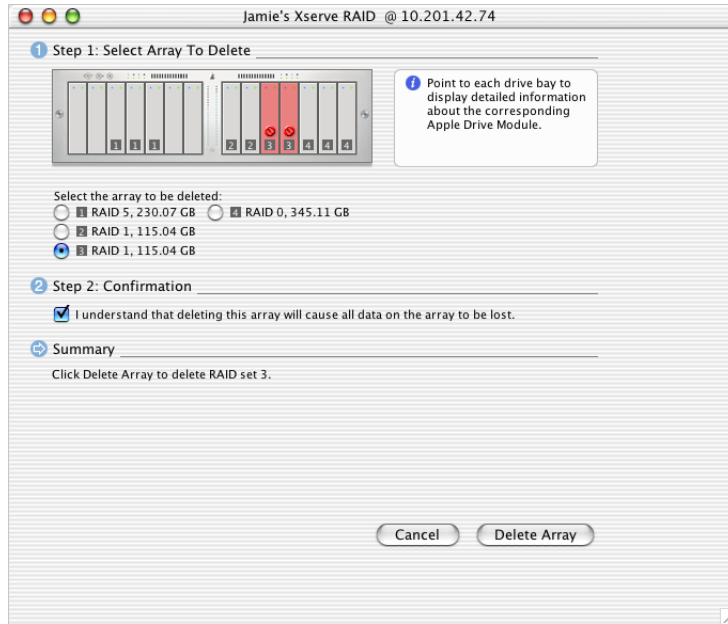 Jamie's Xserve RAID @ 10.201.42.74
1 Step 1: Select Array To Delete
1 1 1 2 2 3 3 4 4 4
i Point to each drive bay to
display detailed information
about the corresponding
Apple Drive Module.
Select the array to be deleted:
1 RAID 5, 230.07 GB 4 RAID 0, 345.11 GB
2 RAID 1, 115.04 GB
3 RAID 1, 115.04 GB
2 Step 2: Confirmation
I understand that deleting this array will cause all data on the array to be lost.
Summary
Click Delete Array to delete RAID set 3.
Cancel Delete Array